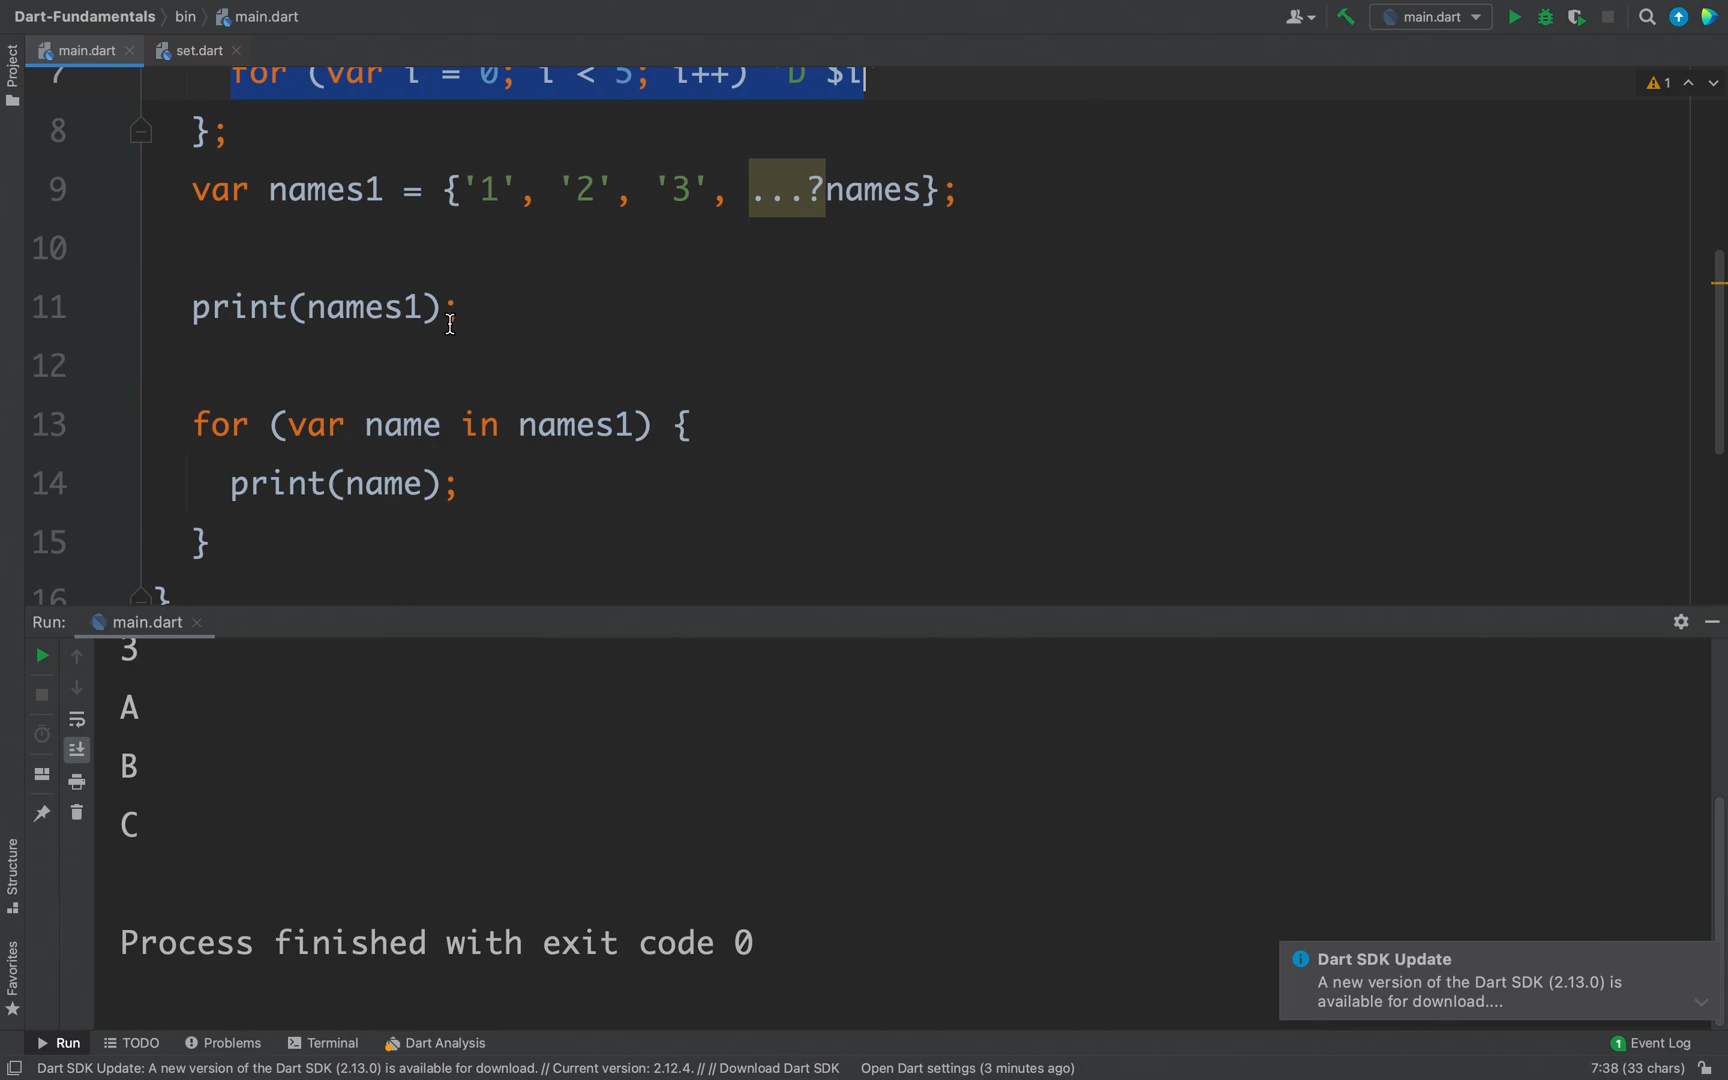 Dart-Fundamentals bin main.dart main.dart
Project main.dart set.dart
7 for (var i = 0; i < 5; i++) 'D $i'
1
8 };
9 var names1 = {'1', '2', '3', ...?names};
10
11 print(names1);
12
13 for (var name in names1) {
14 print(name);
15 }
16 }
Run: main.dart
3
A
B
C
Process finished with exit code 0
Structure
Favorites
Dart SDK Update
A new version of the Dart SDK (2.13.0) is
available for download....
Run TODO Problems Terminal Dart Analysis 1 Event Log
Dart SDK Update: A new version of the Dart SDK (2.13.0) is available for download. // Current version: 2.12.4. // // Download Dart SDK Open Dart settings (3 minutes ago) 7:38 (33 chars)